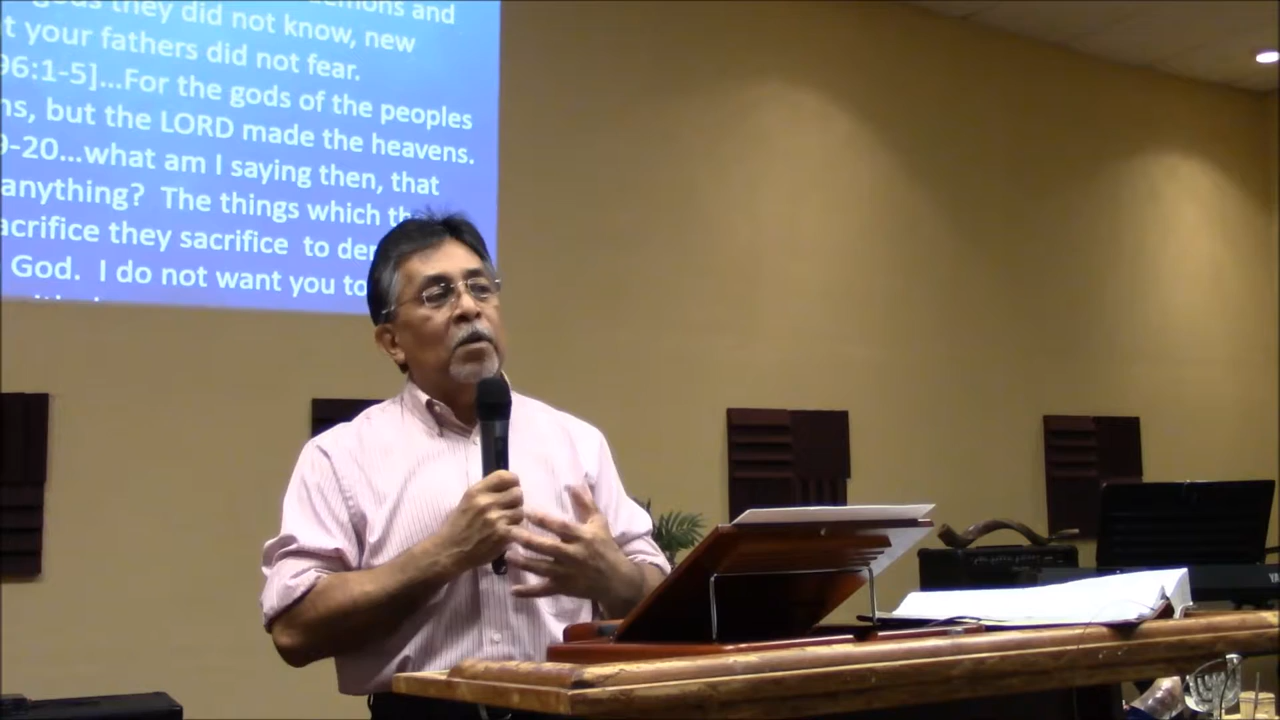 gods they did not know, new
t your fathers did not fear.
96:1-5]...For the gods of the peoples
ns, but the LORD made the heavens.
9-20...what am I saying then, that
anything?  The things which
acrifice they sacrifice  to
God.  I do not want you to